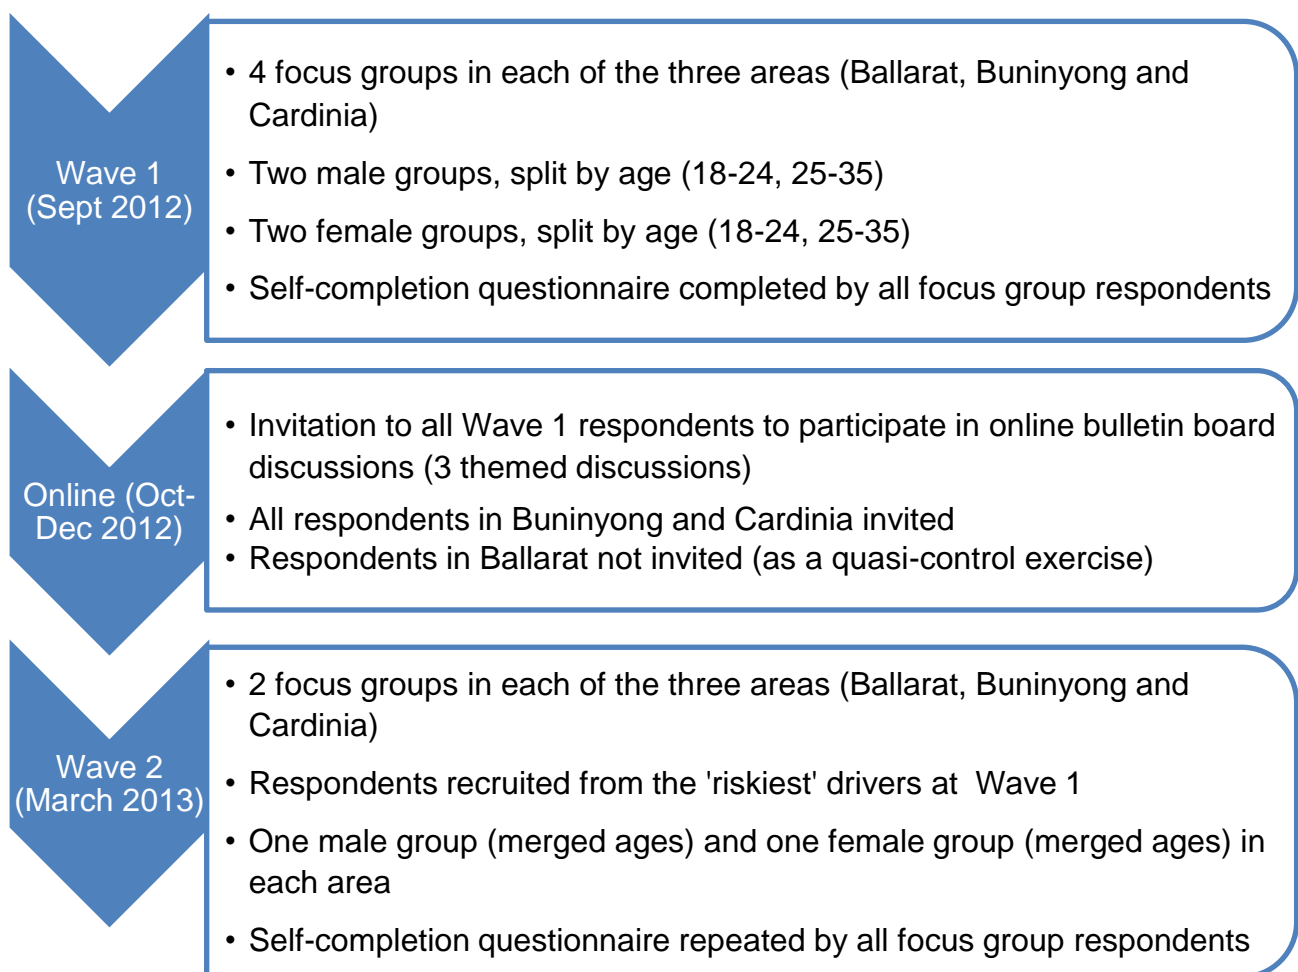 Wave 1
(Sept 2012)
• 4 focus groups in each of the three areas (Ballarat, Buninyong and
Cardinia)
• Two male groups, split by age (18-24, 25-35)
• Two female groups, split by age (18-24, 25-35)
• Self-completion questionnaire completed by all focus group respondents
Online (Oct-
Dec 2012)
• Invitation to all Wave 1 respondents to participate in online bulletin board
discussions (3 themed discussions)
• All respondents in Buninyong and Cardinia invited
• Respondents in Ballarat not invited (as a quasi-control exercise)
Wave 2
(March 2013)
• 2 focus groups in each of the three areas (Ballarat, Buninyong and
Cardinia)
• Respondents recruited from the 'riskiest' drivers at  Wave 1
• One male group (merged ages) and one female group (merged ages) in
each area
• Self-completion questionnaire repeated by all focus group respondents